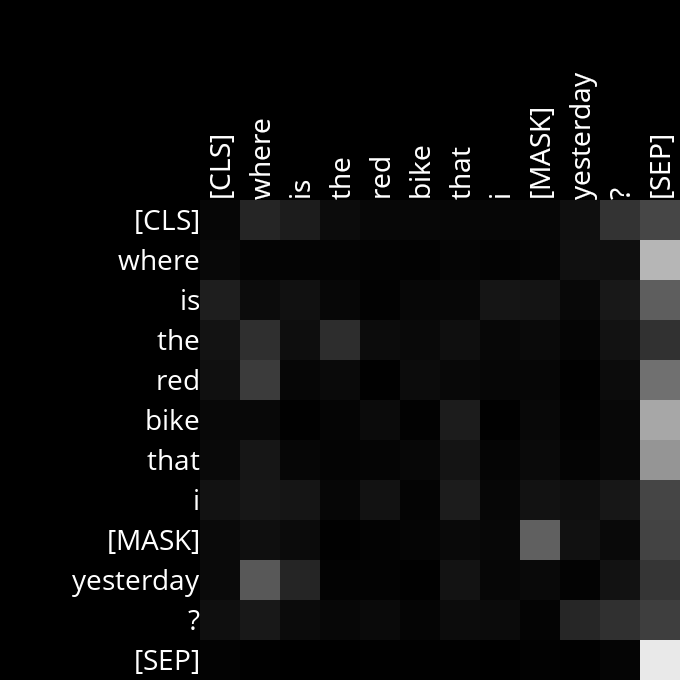 [CLS] where is the red bike that i [MASK] yesterday ? [SEP]
[CLS]
where
is
the
red
bike
that
i
[MASK]
yesterday
?
[SEP]